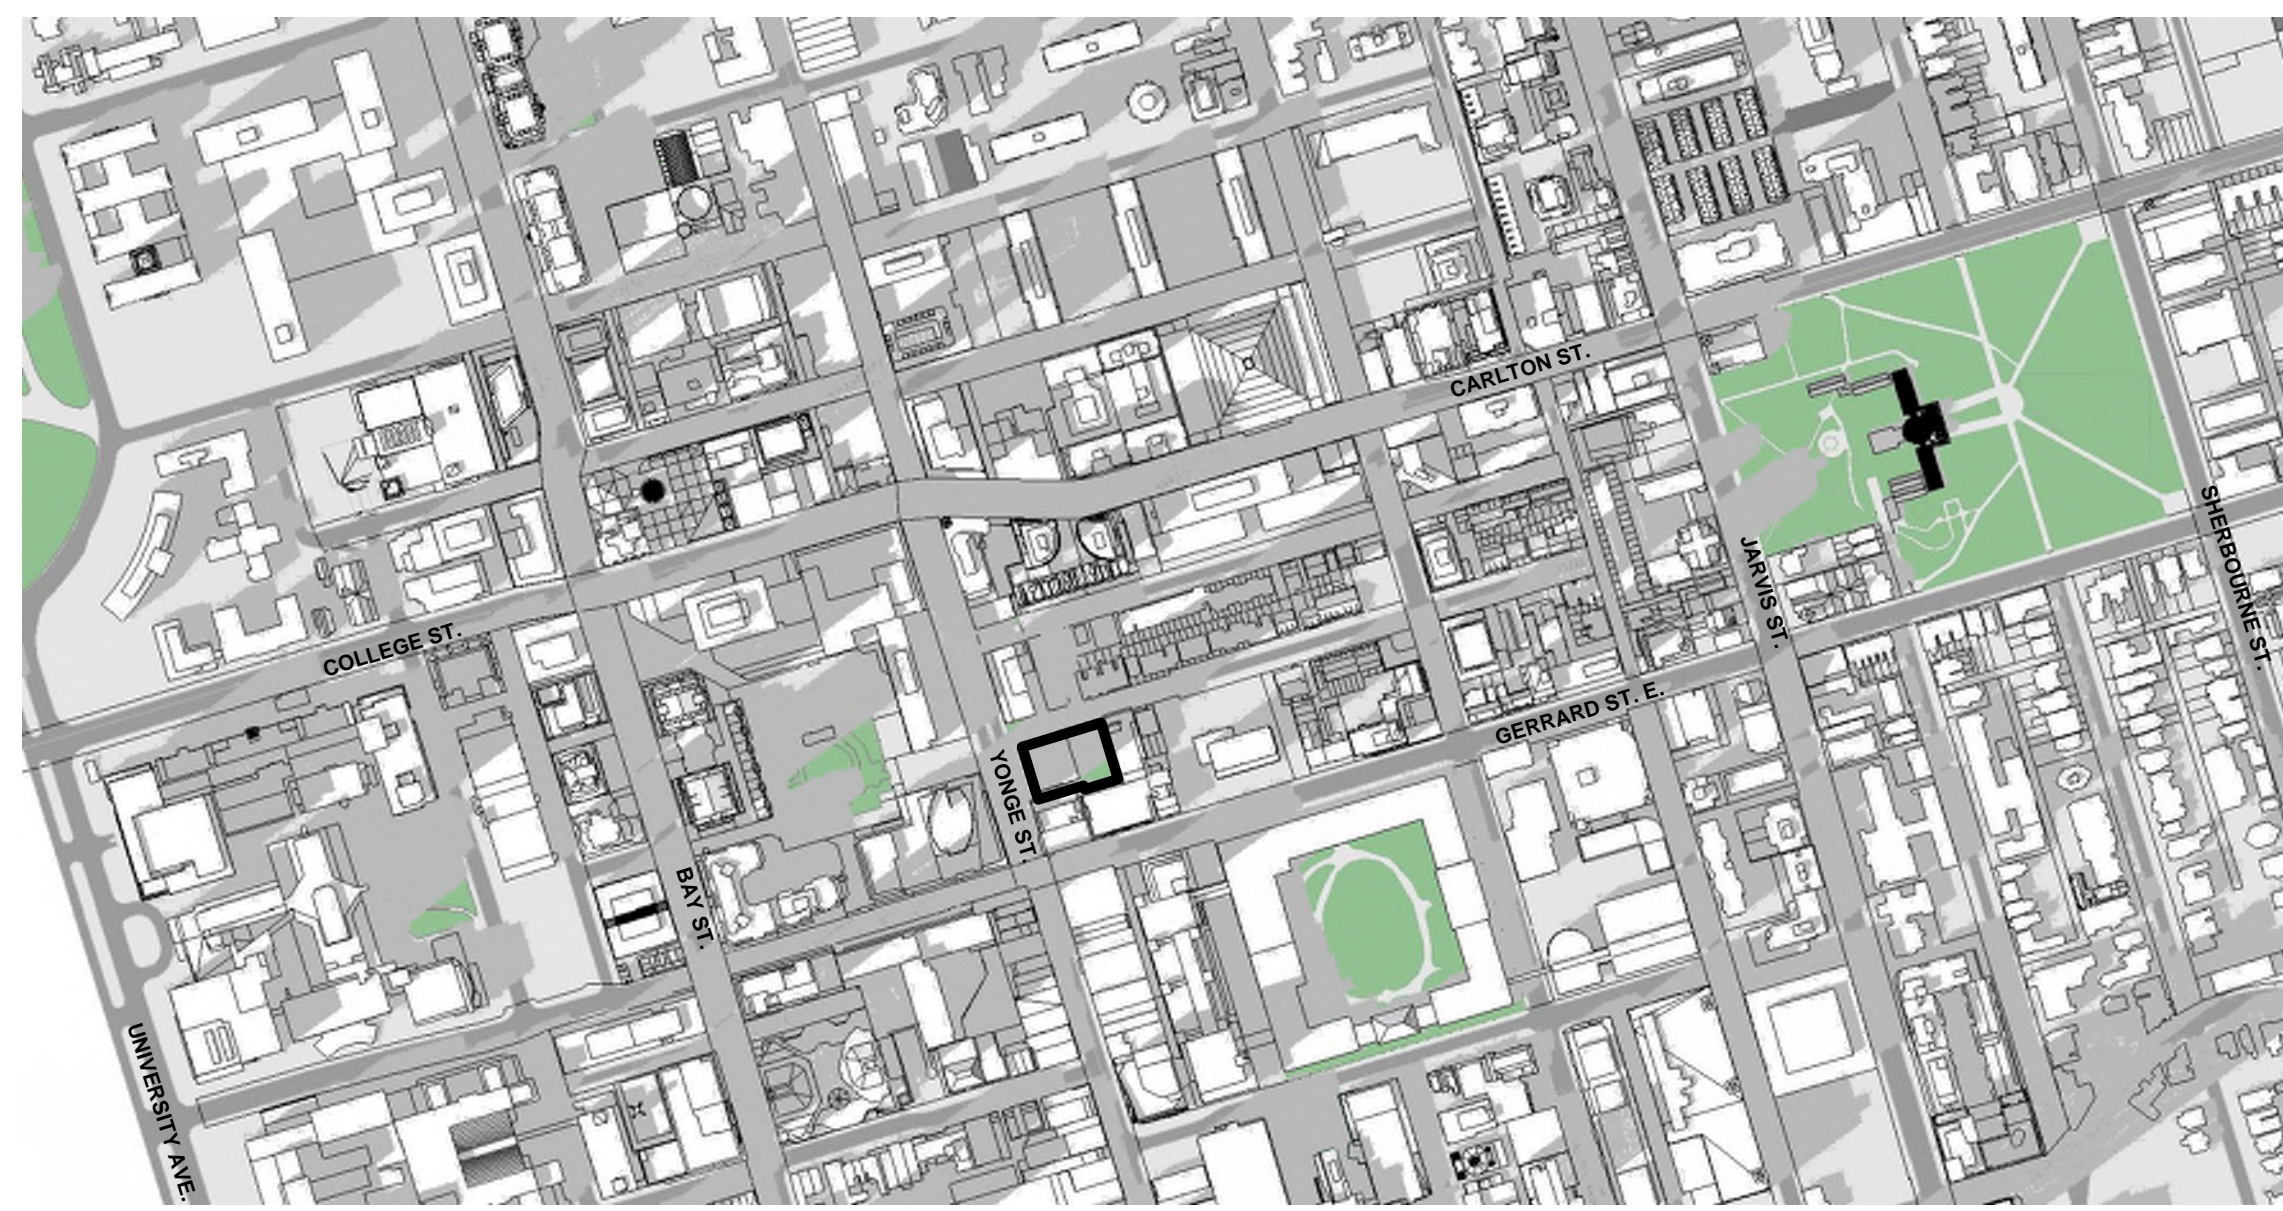 CARLTON ST.
SHERBOURNE ST.
JARVIS ST.
COLLEGE ST.
GERRARD ST. E.
YONGE ST.
BAY ST.
UNIVERSITY AVE.